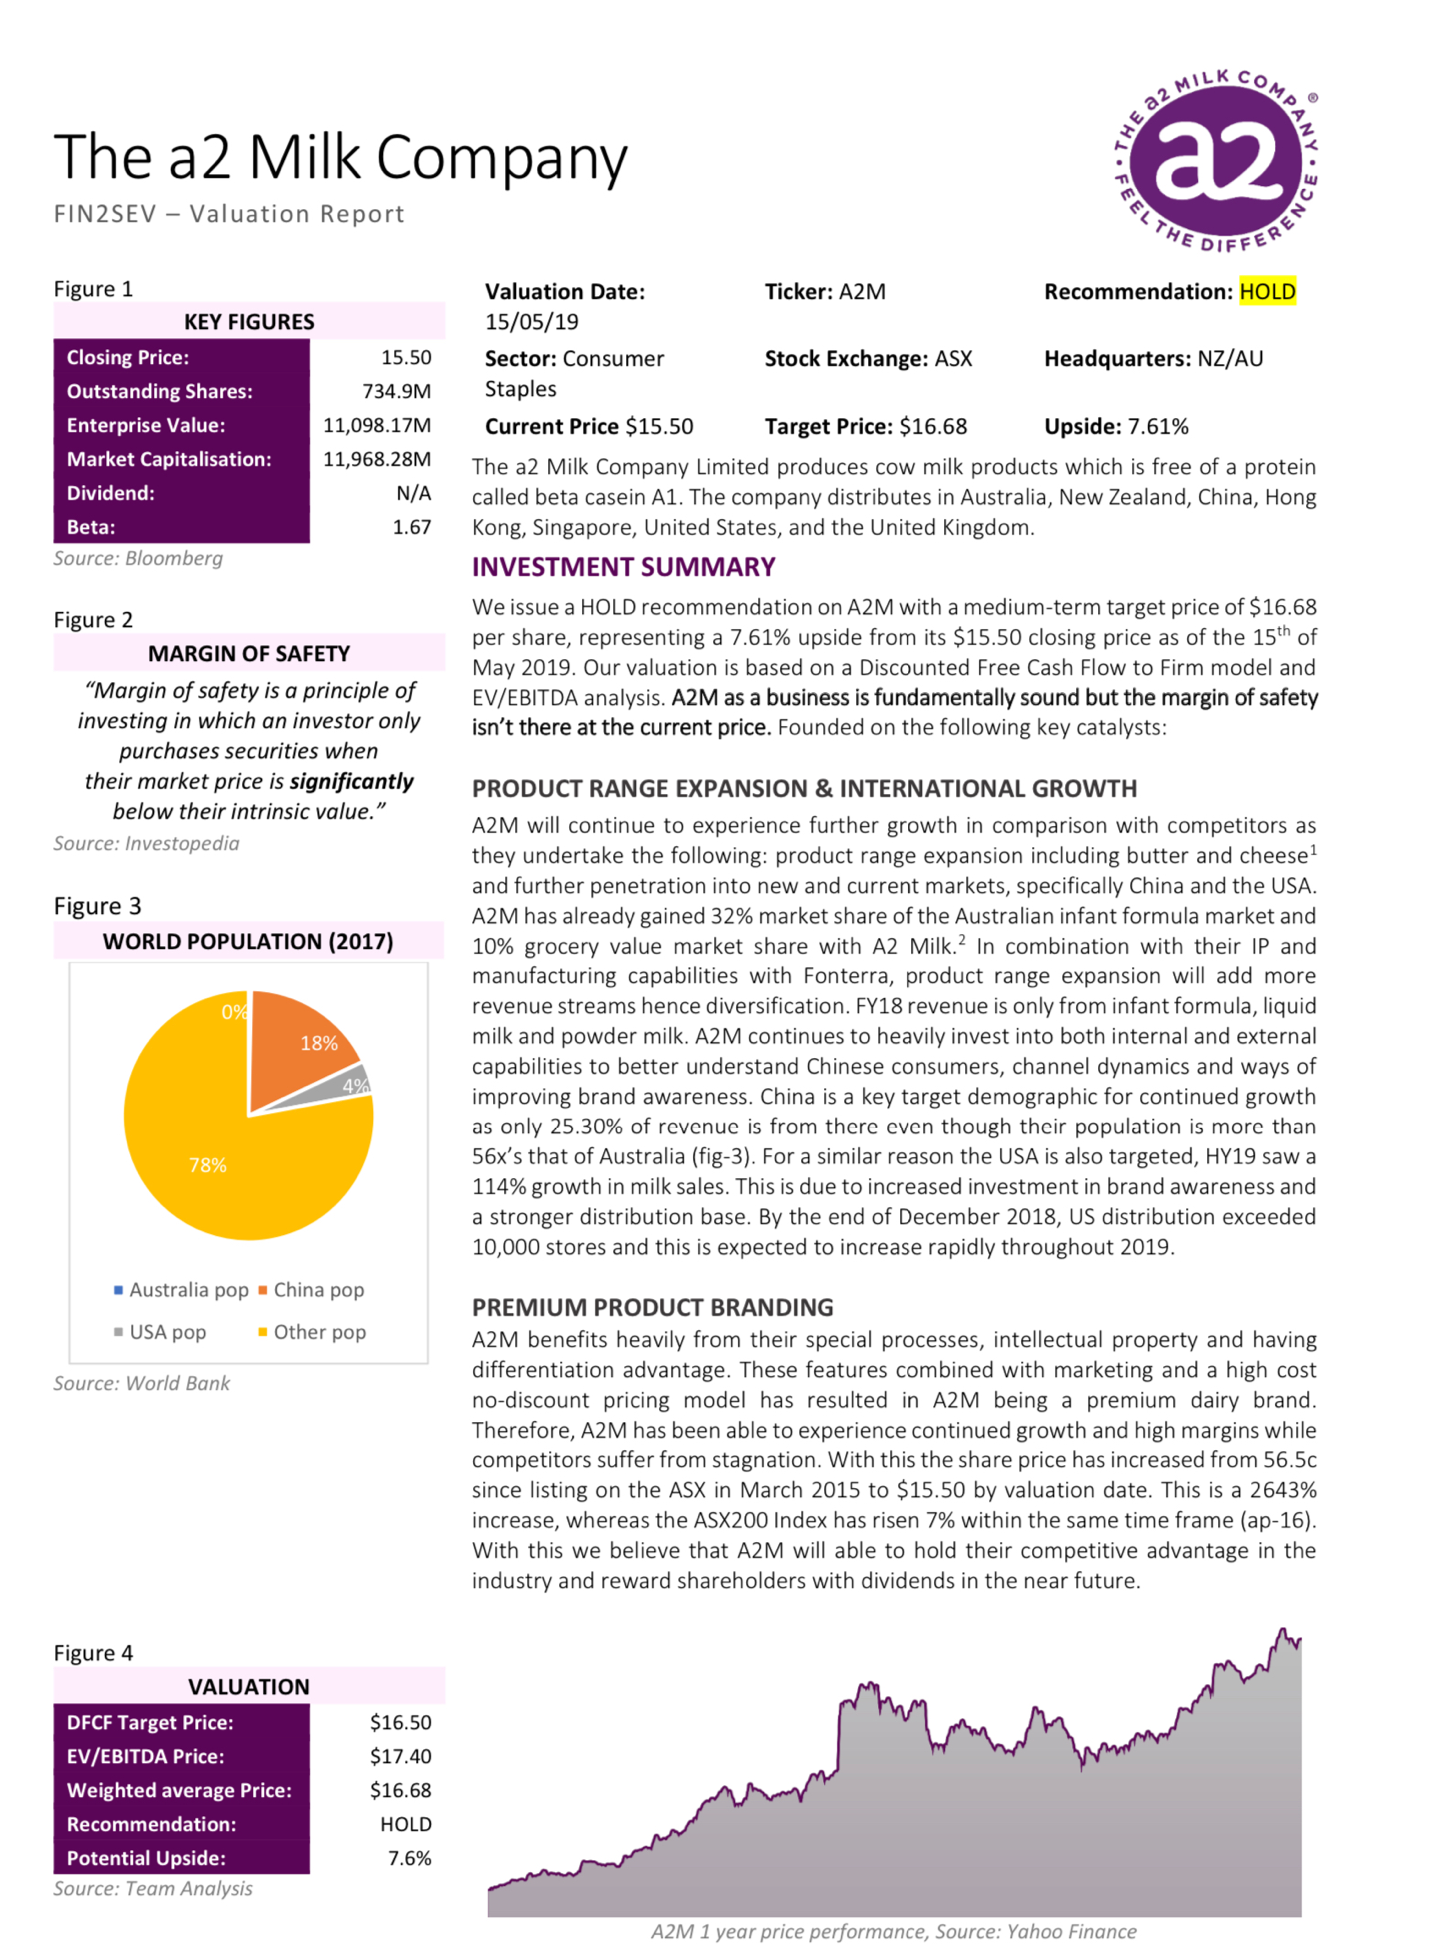 The a2 Milk Company
FIN2SEV – Valuation Report
THE a2 MILK COMPANY ®
a2
FEEL THE DIFFERENCE
Figure 1
KEY FIGURES
Closing Price: 15.50
Outstanding Shares: 734.9M
Enterprise Value: 11,098.17M
Market Capitalisation: 11,968.28M
Dividend: N/A
Beta: 1.67
Source: Bloomberg
Figure 2
MARGIN OF SAFETY
“Margin of safety is a principle of
investing in which an investor only
purchases securities when
their market price is significantly
below their intrinsic value.”
Source: Investopedia
Figure 3
WORLD POPULATION (2017)
0%
18%
4%
78%
Australia pop China pop
USA pop Other pop
Source: World Bank
Figure 4
VALUATION
DFCF Target Price: $16.50
EV/EBITDA Price: $17.40
Weighted average Price: $16.68
Recommendation: HOLD
Potential Upside: 7.6%
Source: Team Analysis
Valuation Date: Ticker: A2M Recommendation: HOLD
15/05/19
Sector: Consumer Stock Exchange: ASX Headquarters: NZ/AU
Staples
Current Price $15.50 Target Price: $16.68 Upside: 7.61%
The a2 Milk Company Limited produces cow milk products which is free of a protein
called beta casein A1. The company distributes in Australia, New Zealand, China, Hong
Kong, Singapore, United States, and the United Kingdom.
INVESTMENT SUMMARY
We issue a HOLD recommendation on A2M with a medium-term target price of $16.68
per share, representing a 7.61% upside from its $15.50 closing price as of the 15th of
May 2019. Our valuation is based on a Discounted Free Cash Flow to Firm model and
EV/EBITDA analysis. A2M as a business is fundamentally sound but the margin of safety
isn’t there at the current price. Founded on the following key catalysts:
PRODUCT RANGE EXPANSION & INTERNATIONAL GROWTH
A2M will continue to experience further growth in comparison with competitors as
they undertake the following: product range expansion including butter and cheese1
and further penetration into new and current markets, specifically China and the USA.
A2M has already gained 32% market share of the Australian infant formula market and
10% grocery value market share with A2 Milk.2 In combination with their IP and
manufacturing capabilities with Fonterra, product range expansion will add more
revenue streams hence diversification. FY18 revenue is only from infant formula, liquid
milk and powder milk. A2M continues to heavily invest into both internal and external
capabilities to better understand Chinese consumers, channel dynamics and ways of
improving brand awareness. China is a key target demographic for continued growth
as only 25.30% of revenue is from there even though their population is more than
56x’s that of Australia (fig-3). For a similar reason the USA is also targeted, HY19 saw a
114% growth in milk sales. This is due to increased investment in brand awareness and
a stronger distribution base. By the end of December 2018, US distribution exceeded
10,000 stores and this is expected to increase rapidly throughout 2019.
PREMIUM PRODUCT BRANDING
A2M benefits heavily from their special processes, intellectual property and having
differentiation advantage. These features combined with marketing and a high cost
no-discount pricing model has resulted in A2M being a premium dairy brand.
Therefore, A2M has been able to experience continued growth and high margins while
competitors suffer from stagnation. With this the share price has increased from 56.5c
since listing on the ASX in March 2015 to $15.50 by valuation date. This is a 2643%
increase, whereas the ASX200 Index has risen 7% within the same time frame (ap-16).
With this we believe that A2M will able to hold their competitive advantage in the
industry and reward shareholders with dividends in the near future.
A2M 1 year price performance, Source: Yahoo Finance